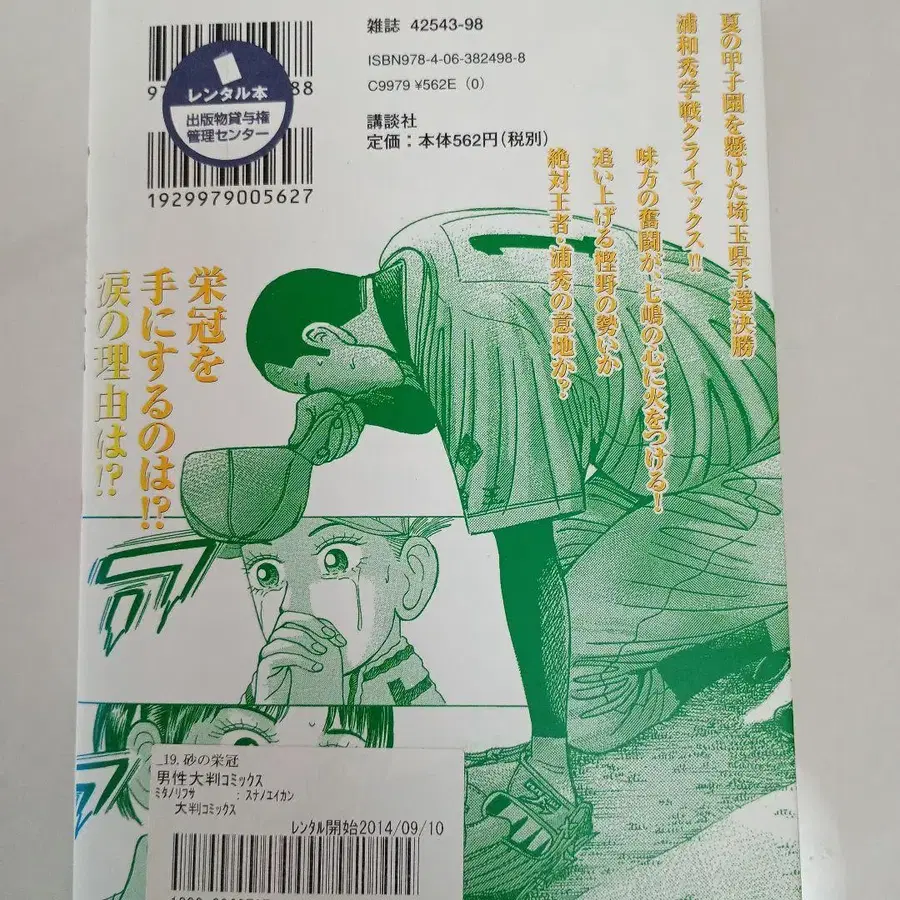 雑誌 42543-98
ISBN978-4-06-382498-8
C9979 ¥562E (0)
講談社
定価：本体562円(税別)
レンタル本
出版物貸与権
管理センター
1929979005627
夏の甲子園を懸けた埼玉県予選決勝
浦和秀学戦クライマックス!!
味方の奮闘が、七嶋の心に火をつける!
追い上げる樫野の勢いか
絶対王者・浦秀の意地か?
栄冠を
手にするのは!?
涙の理由は!?
_19. 砂の栄冠
男性大判コミックス
ミタノリフサ : スナノエイカン
大判コミックス
レンタル開始2014/09/10